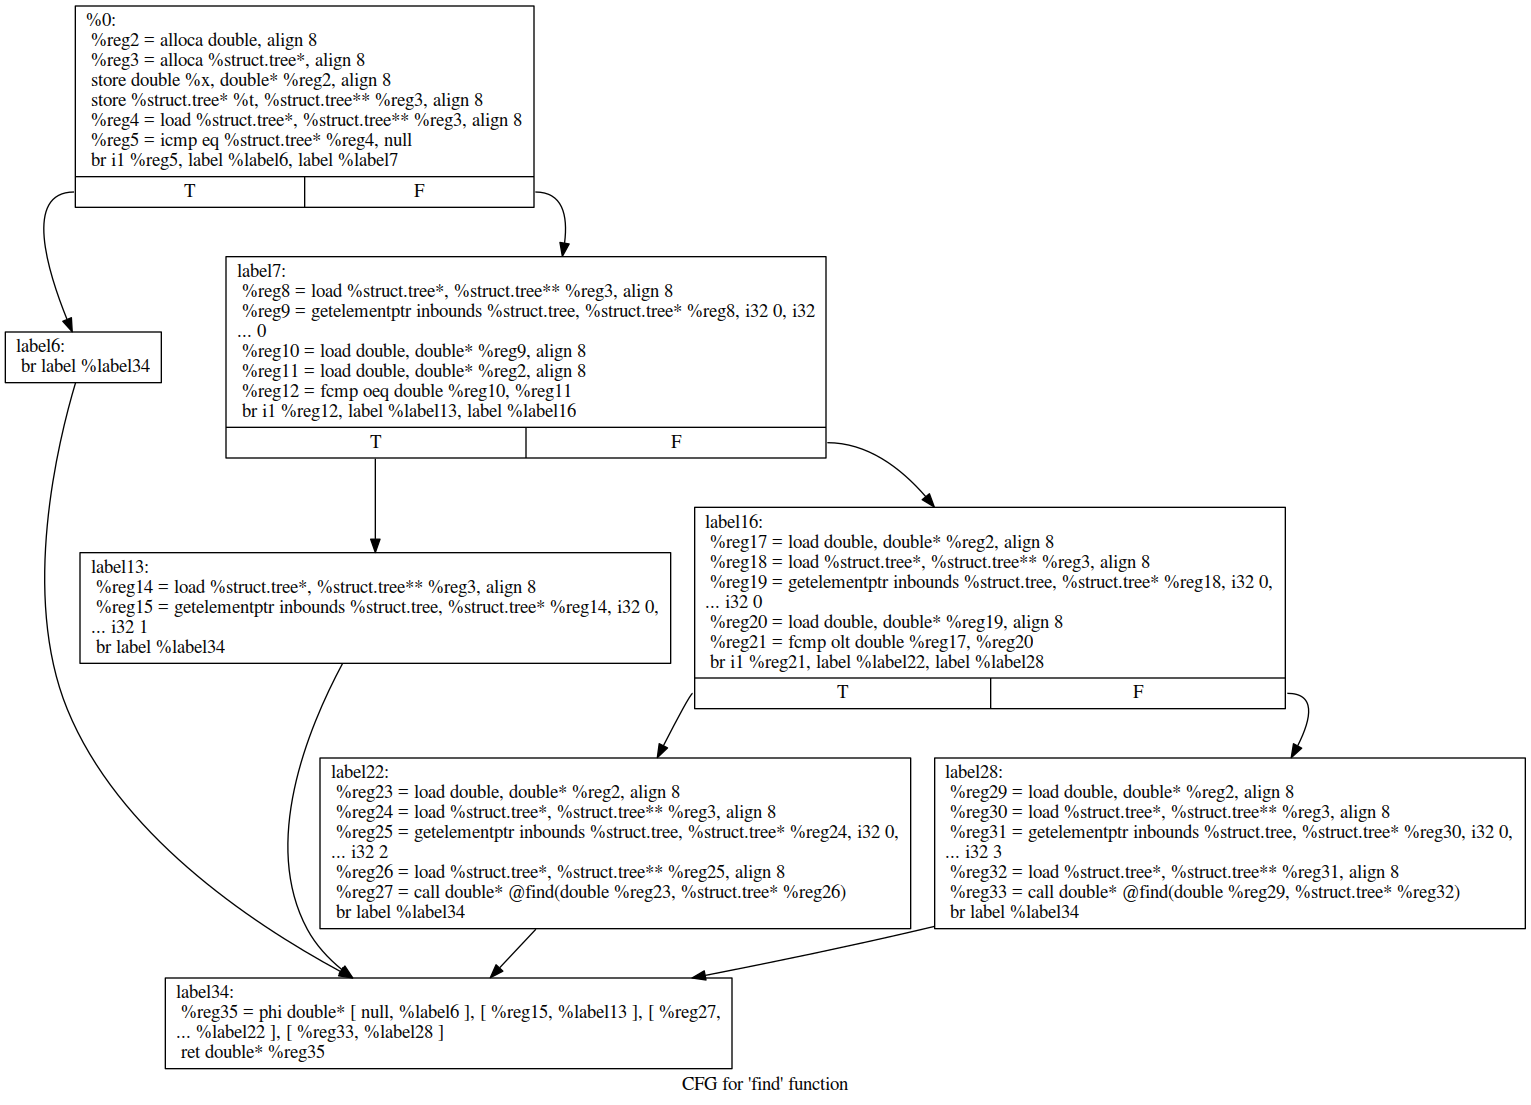 %0:
%reg2 = alloca double, align 8
%reg3 = alloca %struct.tree*, align 8
store double %x, double* %reg2, align 8
store %struct.tree* %t, %struct.tree** %reg3, align 8
%reg4 = load %struct.tree*, %struct.tree** %reg3, align 8
%reg5 = icmp eq %struct.tree* %reg4, null
br i1 %reg5, label %label6, label %label7
T
F
label7:
%reg8 = load %struct.tree*, %struct.tree** %reg3, align 8
%reg9 = getelementptr inbounds %struct.tree, %struct.tree* %reg8, i32 0, i32
... 0
%reg10 = load double, double* %reg9, align 8
%reg11 = load double, double* %reg2, align 8
%reg12 = fcmp oeq double %reg10, %reg11
br i1 %reg12, label %label13, label %label16
T
F
label6:
br label %label34
label16:
%reg17 = load double, double* %reg2, align 8
%reg18 = load %struct.tree*, %struct.tree** %reg3, align 8
%reg19 = getelementptr inbounds %struct.tree, %struct.tree* %reg18, i32 0,
... i32 0
%reg20 = load double, double* %reg19, align 8
%reg21 = fcmp olt double %reg17, %reg20
br i1 %reg21, label %label22, label %label28
T
F
label13:
%reg14 = load %struct.tree*, %struct.tree** %reg3, align 8
%reg15 = getelementptr inbounds %struct.tree, %struct.tree* %reg14, i32 0,
... i32 1
br label %label34
label22:
%reg23 = load double, double* %reg2, align 8
%reg24 = load %struct.tree*, %struct.tree** %reg3, align 8
%reg25 = getelementptr inbounds %struct.tree, %struct.tree* %reg24, i32 0,
... i32 2
%reg26 = load %struct.tree*, %struct.tree** %reg25, align 8
%reg27 = call double* @find(double %reg23, %struct.tree* %reg26)
br label %label34
label28:
%reg29 = load double, double* %reg2, align 8
%reg30 = load %struct.tree*, %struct.tree** %reg3, align 8
%reg31 = getelementptr inbounds %struct.tree, %struct.tree* %reg30, i32 0,
... i32 3
%reg32 = load %struct.tree*, %struct.tree** %reg31, align 8
%reg33 = call double* @find(double %reg29, %struct.tree* %reg32)
br label %label34
label34:
%reg35 = phi double* [ null, %label6 ], [ %reg15, %label13 ], [ %reg27,
... %label22 ], [ %reg33, %label28 ]
ret double* %reg35
CFG for 'find' function